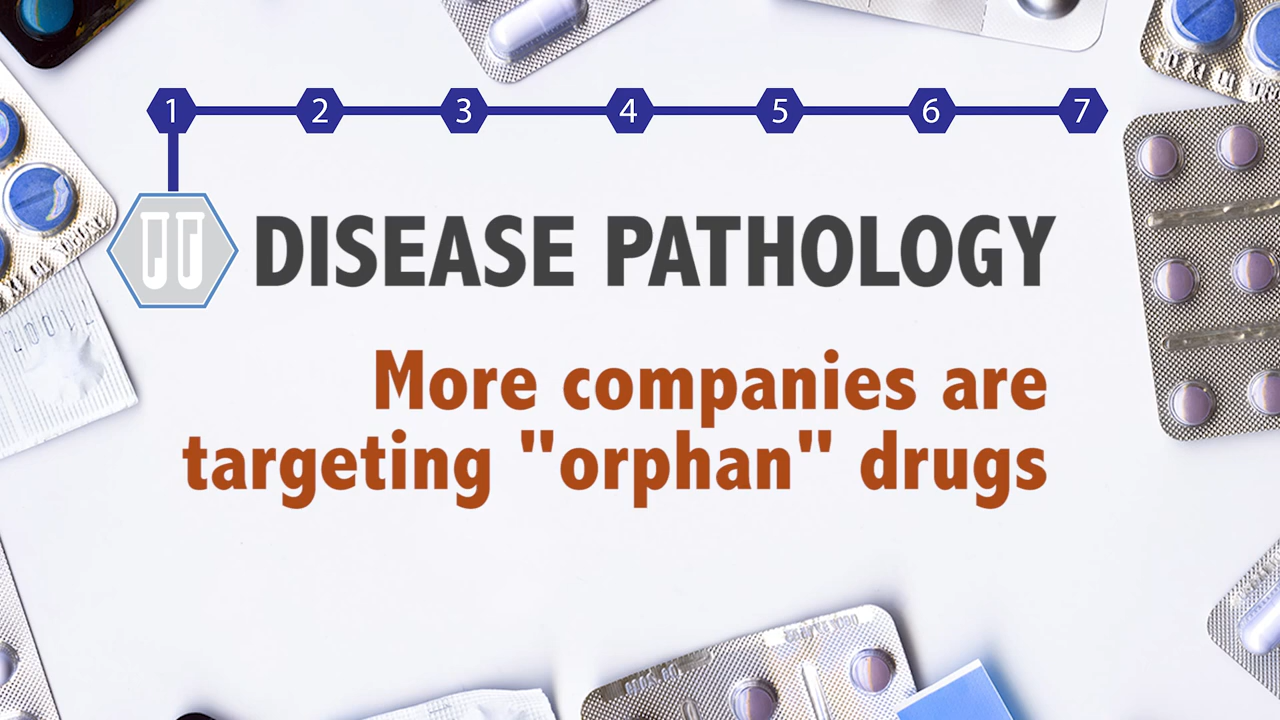 1 2 3 4 5 6 7
DISEASE PATHOLOGY
More companies are
targeting "orphan" drugs